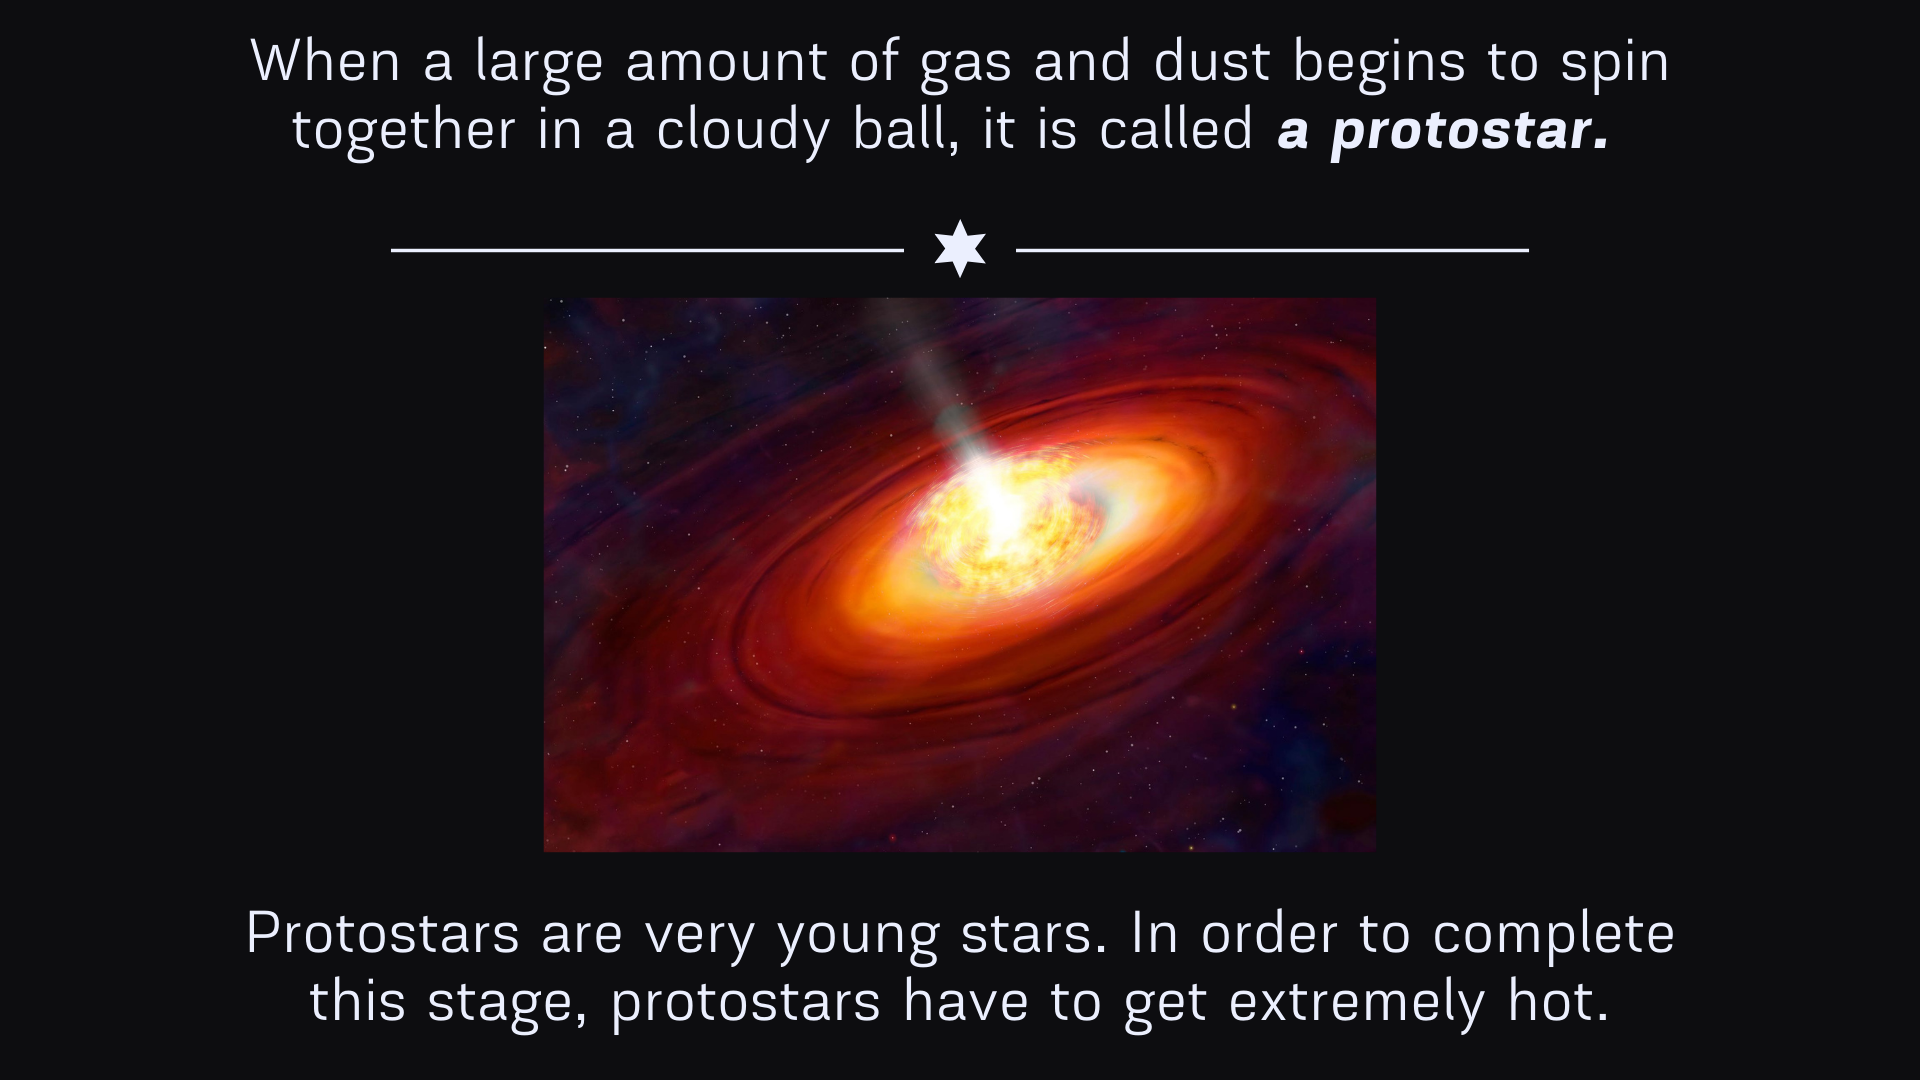 When a large amount of gas and dust begins to spin
together in a cloudy ball, it is called a protostar.
Protostars are very young stars. In order to complete
this stage, protostars have to get extremely hot.